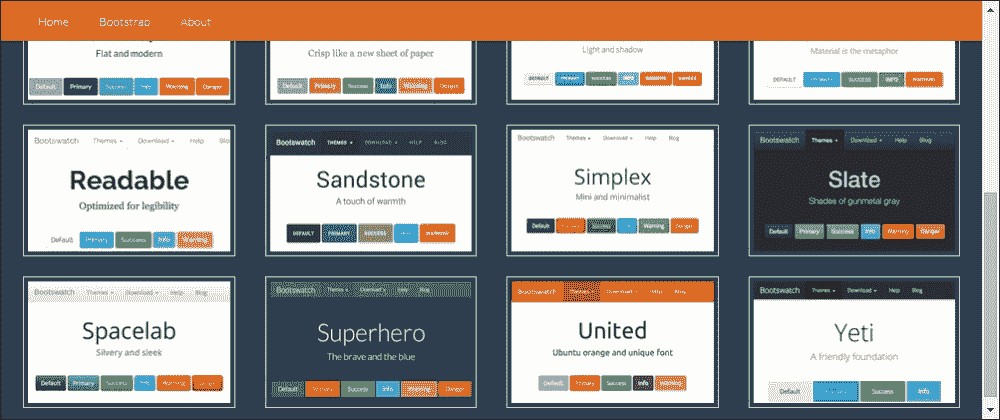 Home Bootstrap About
Flat and modern
Default Primary Success Info Warning Danger
Crisp like a new sheet of paper
Default Primary Success Info Warning Danger
Light and shadow
DEFAULT PRIMARY SUCCESS INFO WARNING
Material is the metaphor
DEFAULT PRIMARY SUCCESS INFO WARNING
Bootswatch Themes Download Help Blog
Readable
Optimized for legibility
Default Primary Success Info Warning
Bootswatch THEMES DOWNLOAD HELP BLOG
Sandstone
A touch of warmth
DEFAULT PRIMARY SUCCESS INFO WARNING
Bootswatch Themes Download Help Blog
Simplex
Mini and minimalist
Default Primary Success Info Warning Danger
Bootswatch Themes Download Help Blog
Slate
Shades of gunmetal gray
Default Primary Success Info Warning Danger
Bootswatch Themes Download Help Blog
Spacelab
Silvery and sleek
Default Primary Success Info Warning Danger
Bootswatch Themes Download Help Blog
Superhero
The brave and the blue
Default Primary Success Info Warning Danger
Bootswatch Themes Download Help Blog
United
Ubuntu orange and unique font
Default Primary Success Info Warning
Bootswatch Themes Download Help Blog
Yeti
A friendly foundation
Default Primary Success Info